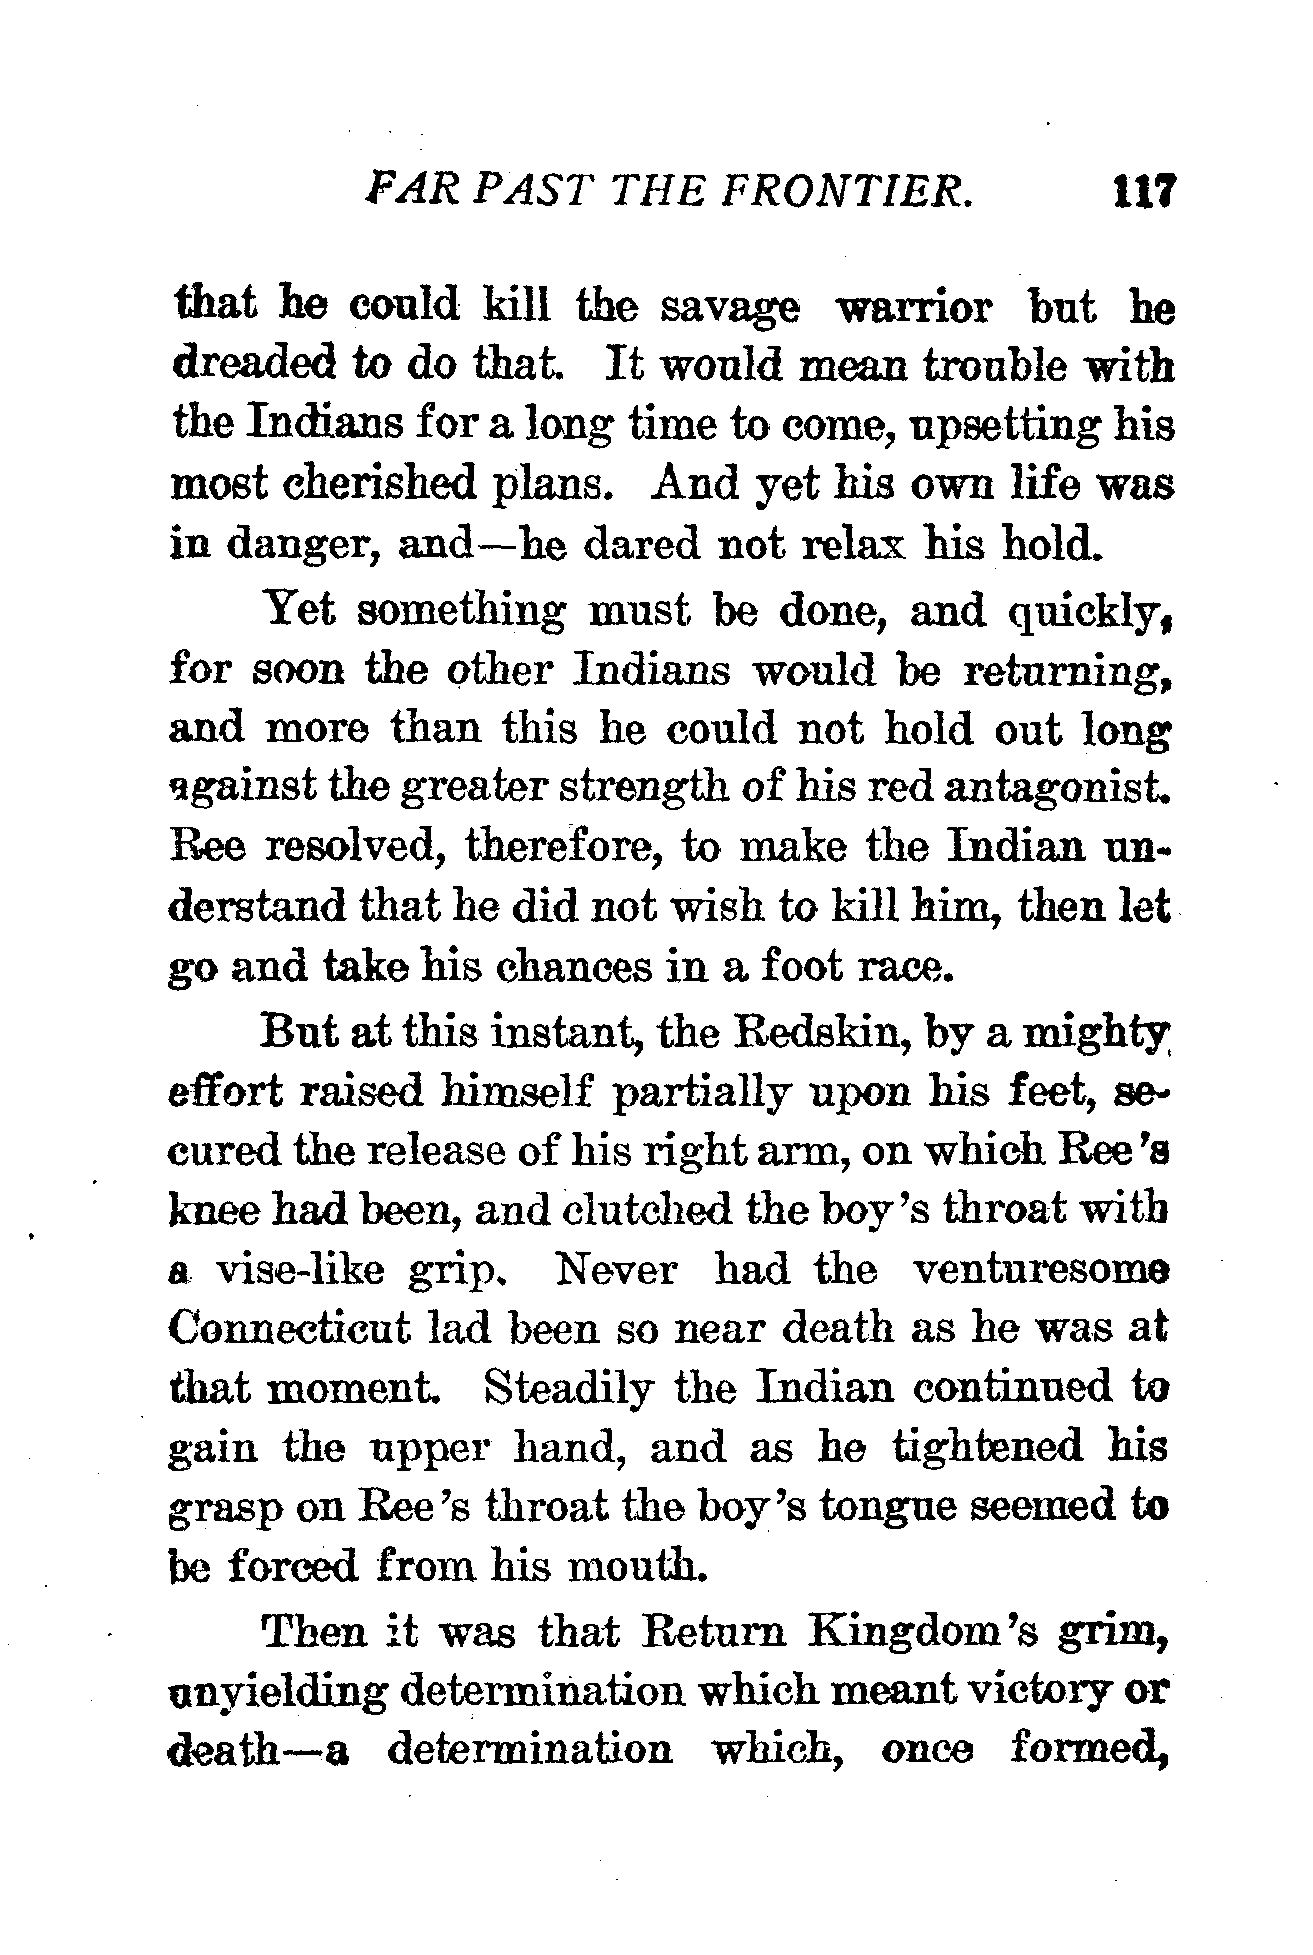 FAR PAST THE FRONTIER. 117
that he could kill the savage warrior but he
dreaded to do that. It would mean trouble with
the Indians for a long time to come, upsetting his
most cherished plans. And yet his own life was
in danger, and—he dared not relax his hold.
Yet something must be done, and quickly,
for soon the other Indians would be returning,
and more than this he could not hold out long
against the greater strength of his red antagonist.
Ree resolved, therefore, to make the Indian un-
derstand that he did not wish to kill him, then let
go and take his chances in a foot race.
But at this instant, the Redskin, by a mighty
effort raised himself partially upon his feet, se-
cured the release of his right arm, on which Ree's
knee had been, and clutched the boy's throat with
a vise-like grip. Never had the venturesome
Connecticut lad been so near death as he was at
that moment. Steadily the Indian continued to
gain the upper hand, and as he tightened his
grasp on Ree's throat the boy's tongue seemed to
be forced from his mouth.
Then it was that Return Kingdom's grim,
unyielding determination which meant victory or
death—a determination which, once formed,